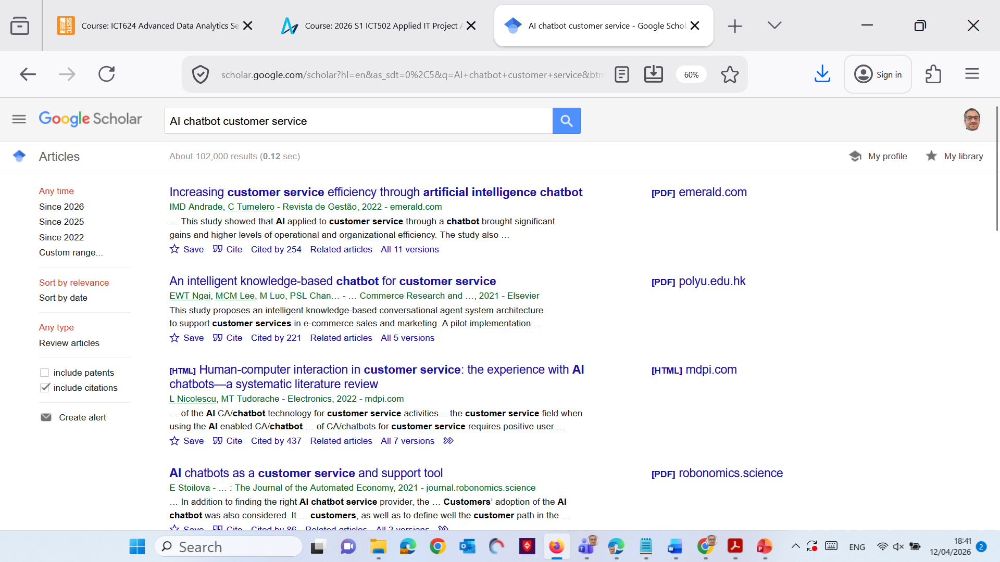 Course: ICT624 Advanced Data Analytics Se
Course: 2026 S1 ICT502 Applied IT Project A
AI chatbot customer service - Google Schol
scholar.google.com/scholar?hl=en&as_sdt=0%2C5&q=AI+chatbot+customer+service&btn
60%
Sign in
Google Scholar
AI chatbot customer service
Articles
About 102,000 results (0.12 sec)
My profile
My library
Any time
Since 2026
Since 2025
Since 2022
Custom range...
Sort by relevance
Sort by date
Any type
Review articles
include patents
include citations
Create alert
Increasing customer service efficiency through artificial intelligence chatbot
[PDF] emerald.com
IMD Andrade, C Tumelero - Revista de Gestão, 2022 - emerald.com
… This study showed that AI applied to customer service through a chatbot brought significant
gains and higher levels of operational and organizational efficiency. The study also …
Save Cite Cited by 254 Related articles All 11 versions
An intelligent knowledge-based chatbot for customer service
[PDF] polyu.edu.hk
EWT Ngai, MCM Lee, M Luo, PSL Chan… - … Commerce Research and …, 2021 - Elsevier
This study proposes an intelligent knowledge-based conversational agent system architecture
to support customer services in e-commerce sales and marketing. A pilot implementation …
Save Cite Cited by 221 Related articles All 5 versions
[HTML] Human-computer interaction in customer service: the experience with AI
chatbots—a systematic literature review
[HTML] mdpi.com
L Nicolescu, MT Tudorache - Electronics, 2022 - mdpi.com
… of the AI CA/chatbot technology for customer service activities… the customer service field when
using the AI enabled CA/chatbot … of CA/chatbots for customer service requires positive user …
Save Cite Cited by 437 Related articles All 7 versions
AI chatbots as a customer service and support tool
[PDF] robonomics.science
E Stoilova - … : The Journal of the Automated Economy, 2021 - journal.robonomics.science
… In addition to finding the right AI chatbot service provider, the … Customers' adoption of the AI
chatbot was also considered. It … customers, as well as to define well the customer path in the …
Save Cite Cited by 86 Related articles All 2 versions
Search
ENG
18:41
12/04/2026
2